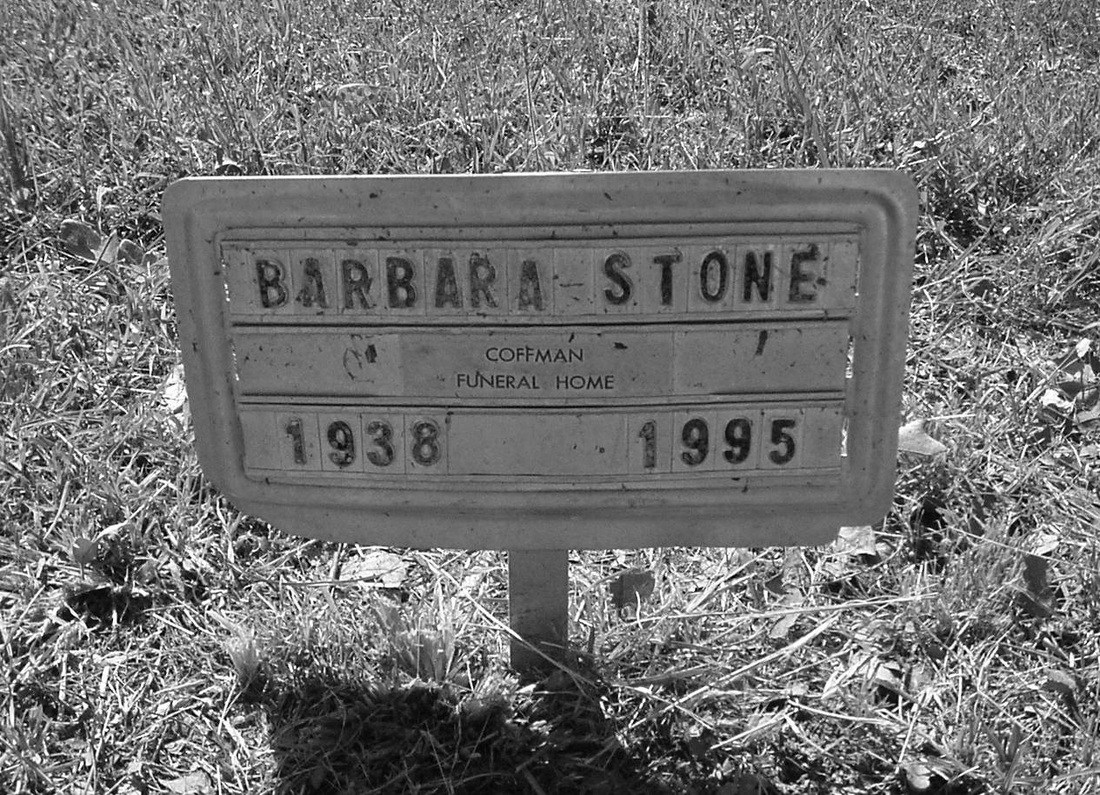 BARBARA STONE
COFFMAN
FUNERAL HOME
1938 1995